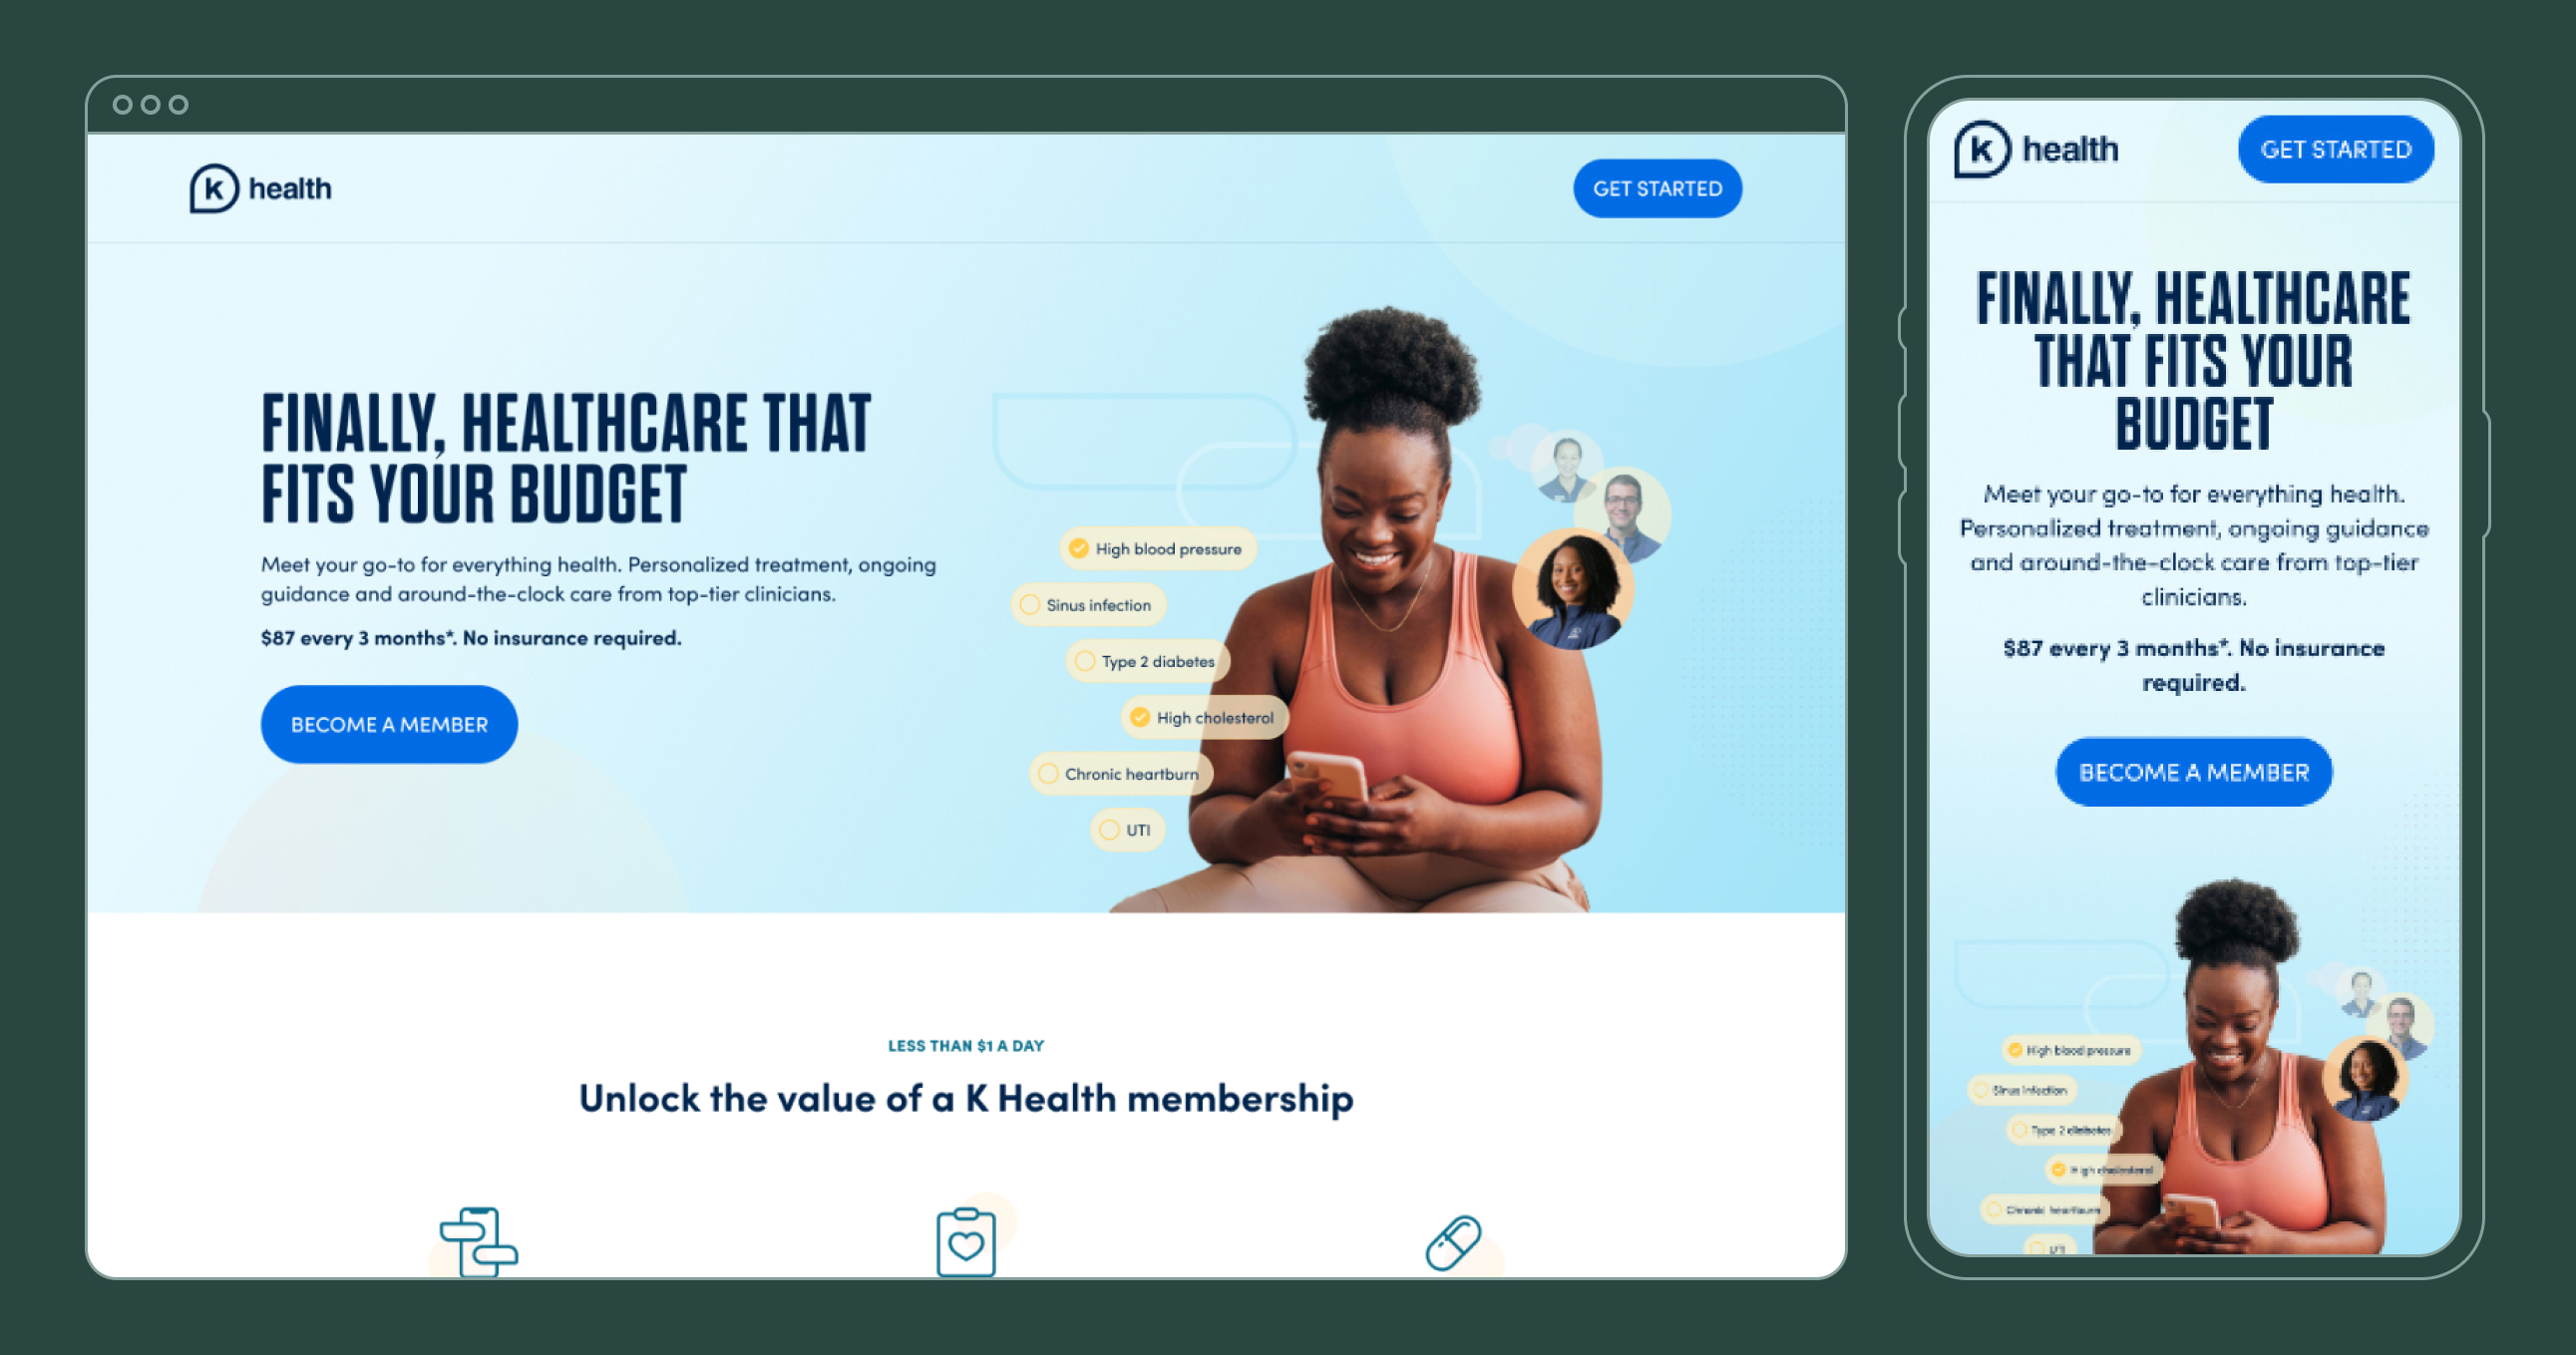 k health
GET STARTED
FINALLY, HEALTHCARE THAT
FITS YOUR BUDGET
Meet your go-to for everything health. Personalized treatment, ongoing
guidance and around-the-clock care from top-tier clinicians.
$87 every 3 months*. No insurance required.
BECOME A MEMBER
High blood pressure
Sinus infection
Type 2 diabetes
High cholesterol
Chronic heartburn
UTI
LESS THAN $1 A DAY
Unlock the value of a K Health membership
k health
GET STARTED
FINALLY, HEALTHCARE
THAT FITS YOUR
BUDGET
Meet your go-to for everything health.
Personalized treatment, ongoing guidance
and around-the-clock care from top-tier
clinicians.
$87 every 3 months*. No insurance
required.
BECOME A MEMBER
High blood pressure
Sinus infection
Type 2 diabetes
High cholesterol
Chronic heartburn
UTI